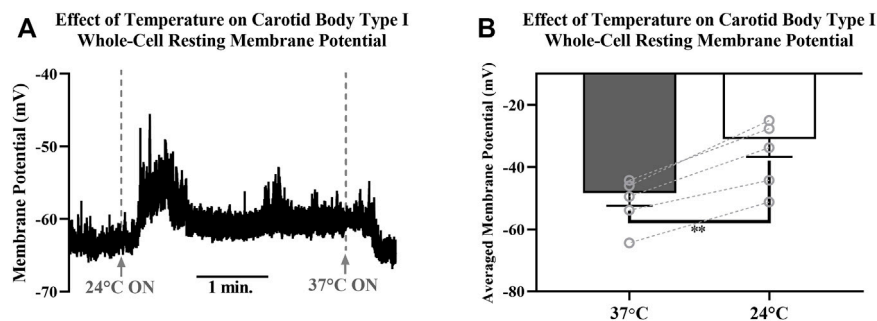 A
Effect of Temperature on Carotid Body Type I
Whole-Cell Resting Membrane Potential
Membrane Potential (mV)
-40
-50
-60
-70
24°C ON
1 min.
37°C ON
B
Effect of Temperature on Carotid Body Type I
Whole-Cell Resting Membrane Potential
Averaged Membrane Potential (mV)
-20
-40
-60
-80
**
37°C
24°C